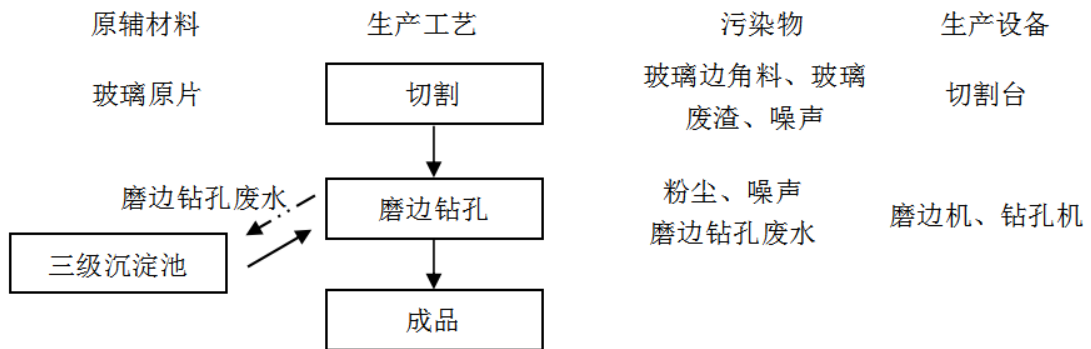 原辅材料 生产工艺 污染物 生产设备
玻璃原片 切割 玻璃边角料、玻璃
废渣、噪声 切割台
磨边钻孔废水 磨边钻孔 粉尘、噪声
磨边钻孔废水 磨边机、钻孔机
三级沉淀池
成品